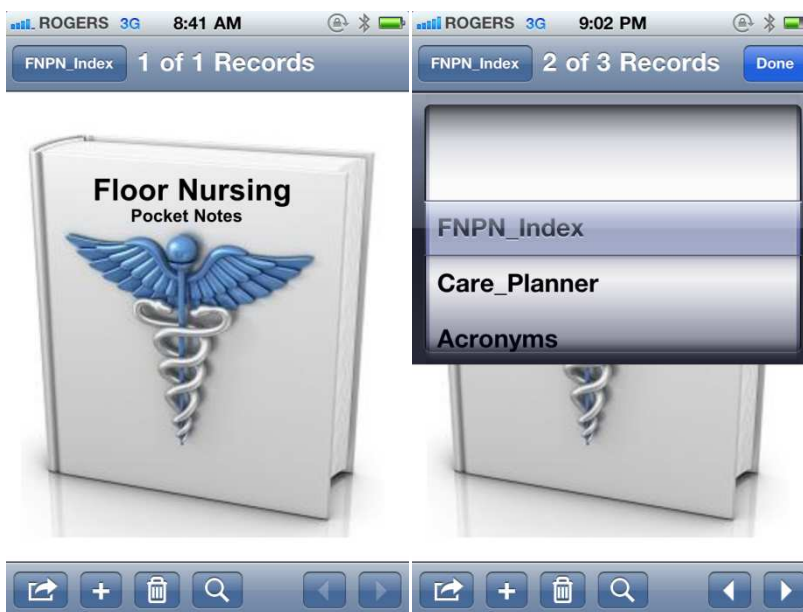 ROGERS 3G 8:41 AM
FNPN_Index 1 of 1 Records
Floor Nursing
Pocket Notes
ROGERS 3G 9:02 PM
FNPN_Index 2 of 3 Records Done
FNPN_Index
Care_Planner
Acronyms